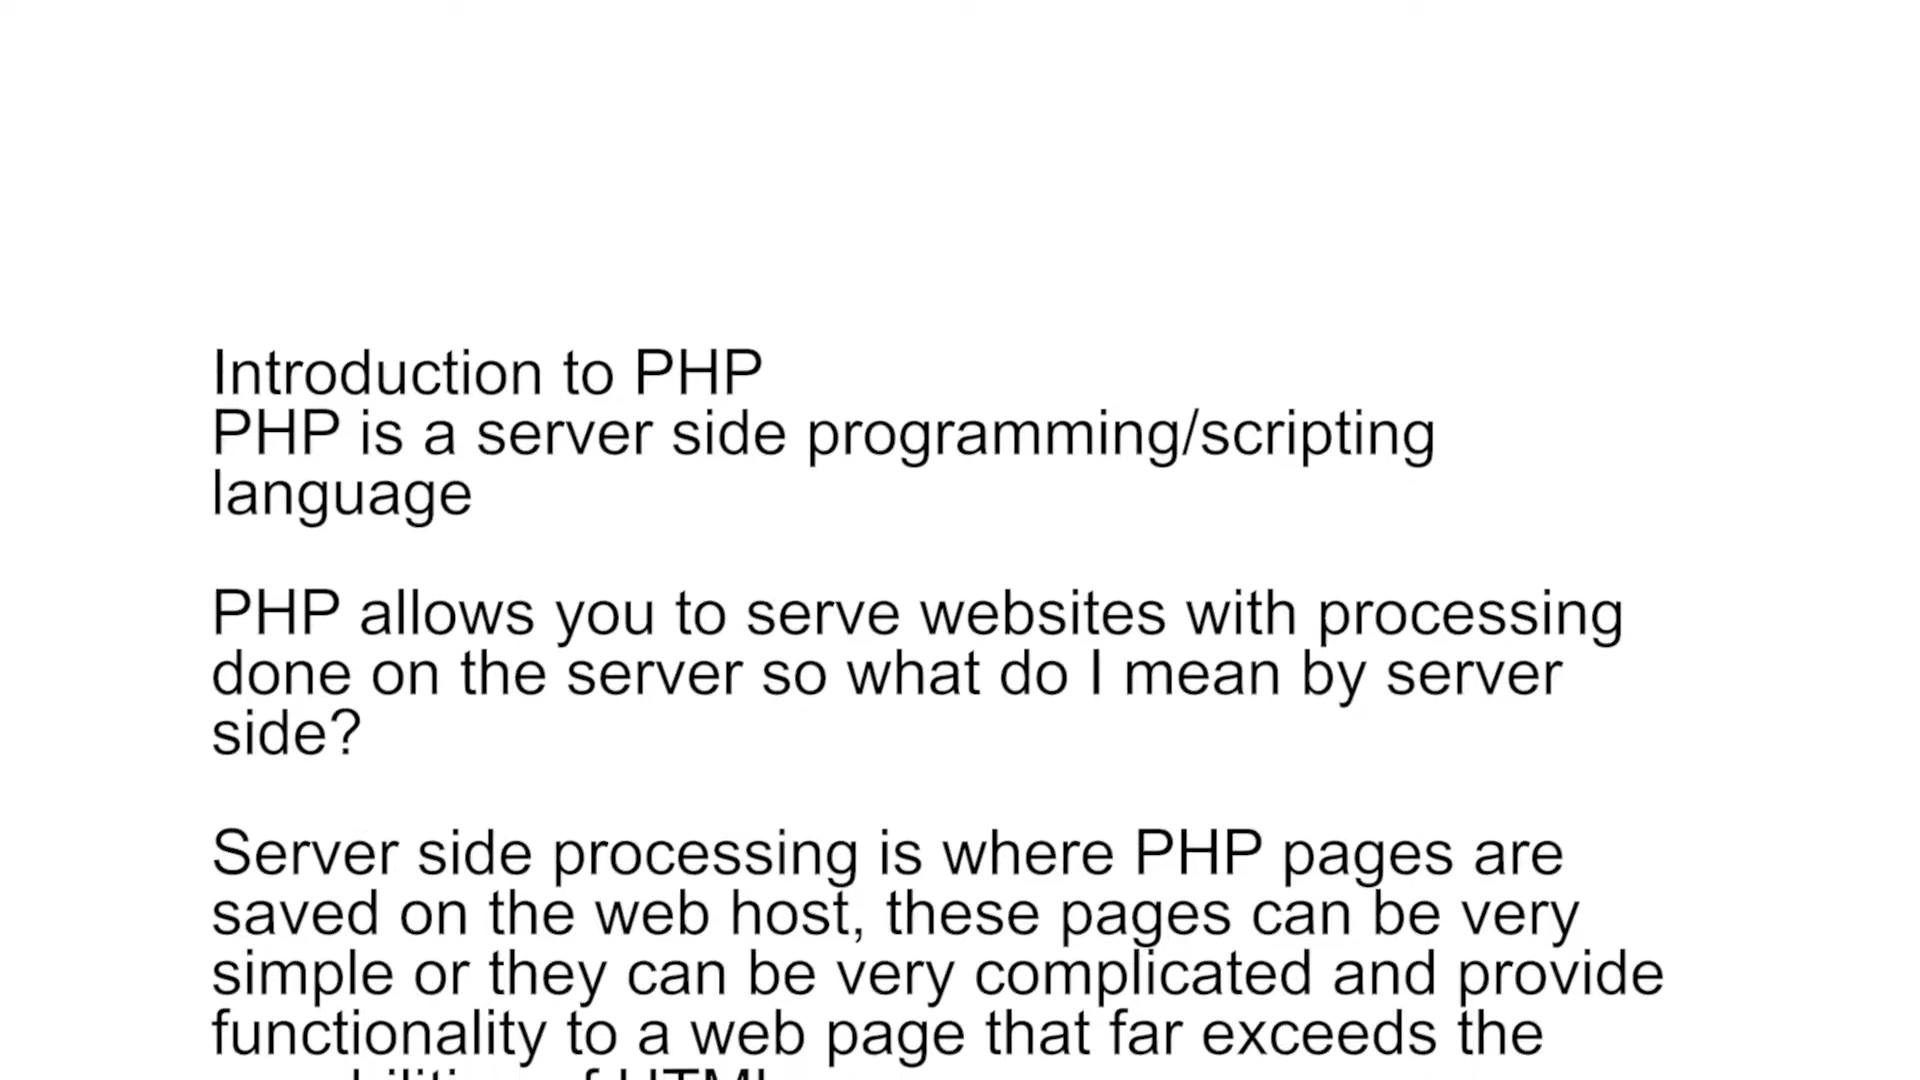 Introduction to PHP
PHP is a server side programming/scripting
language
PHP allows you to serve websites with processing
done on the server so what do I mean by server
side?
Server side processing is where PHP pages are
saved on the web host, these pages can be very
simple or they can be very complicated and provide
functionality to a web page that far exceeds the